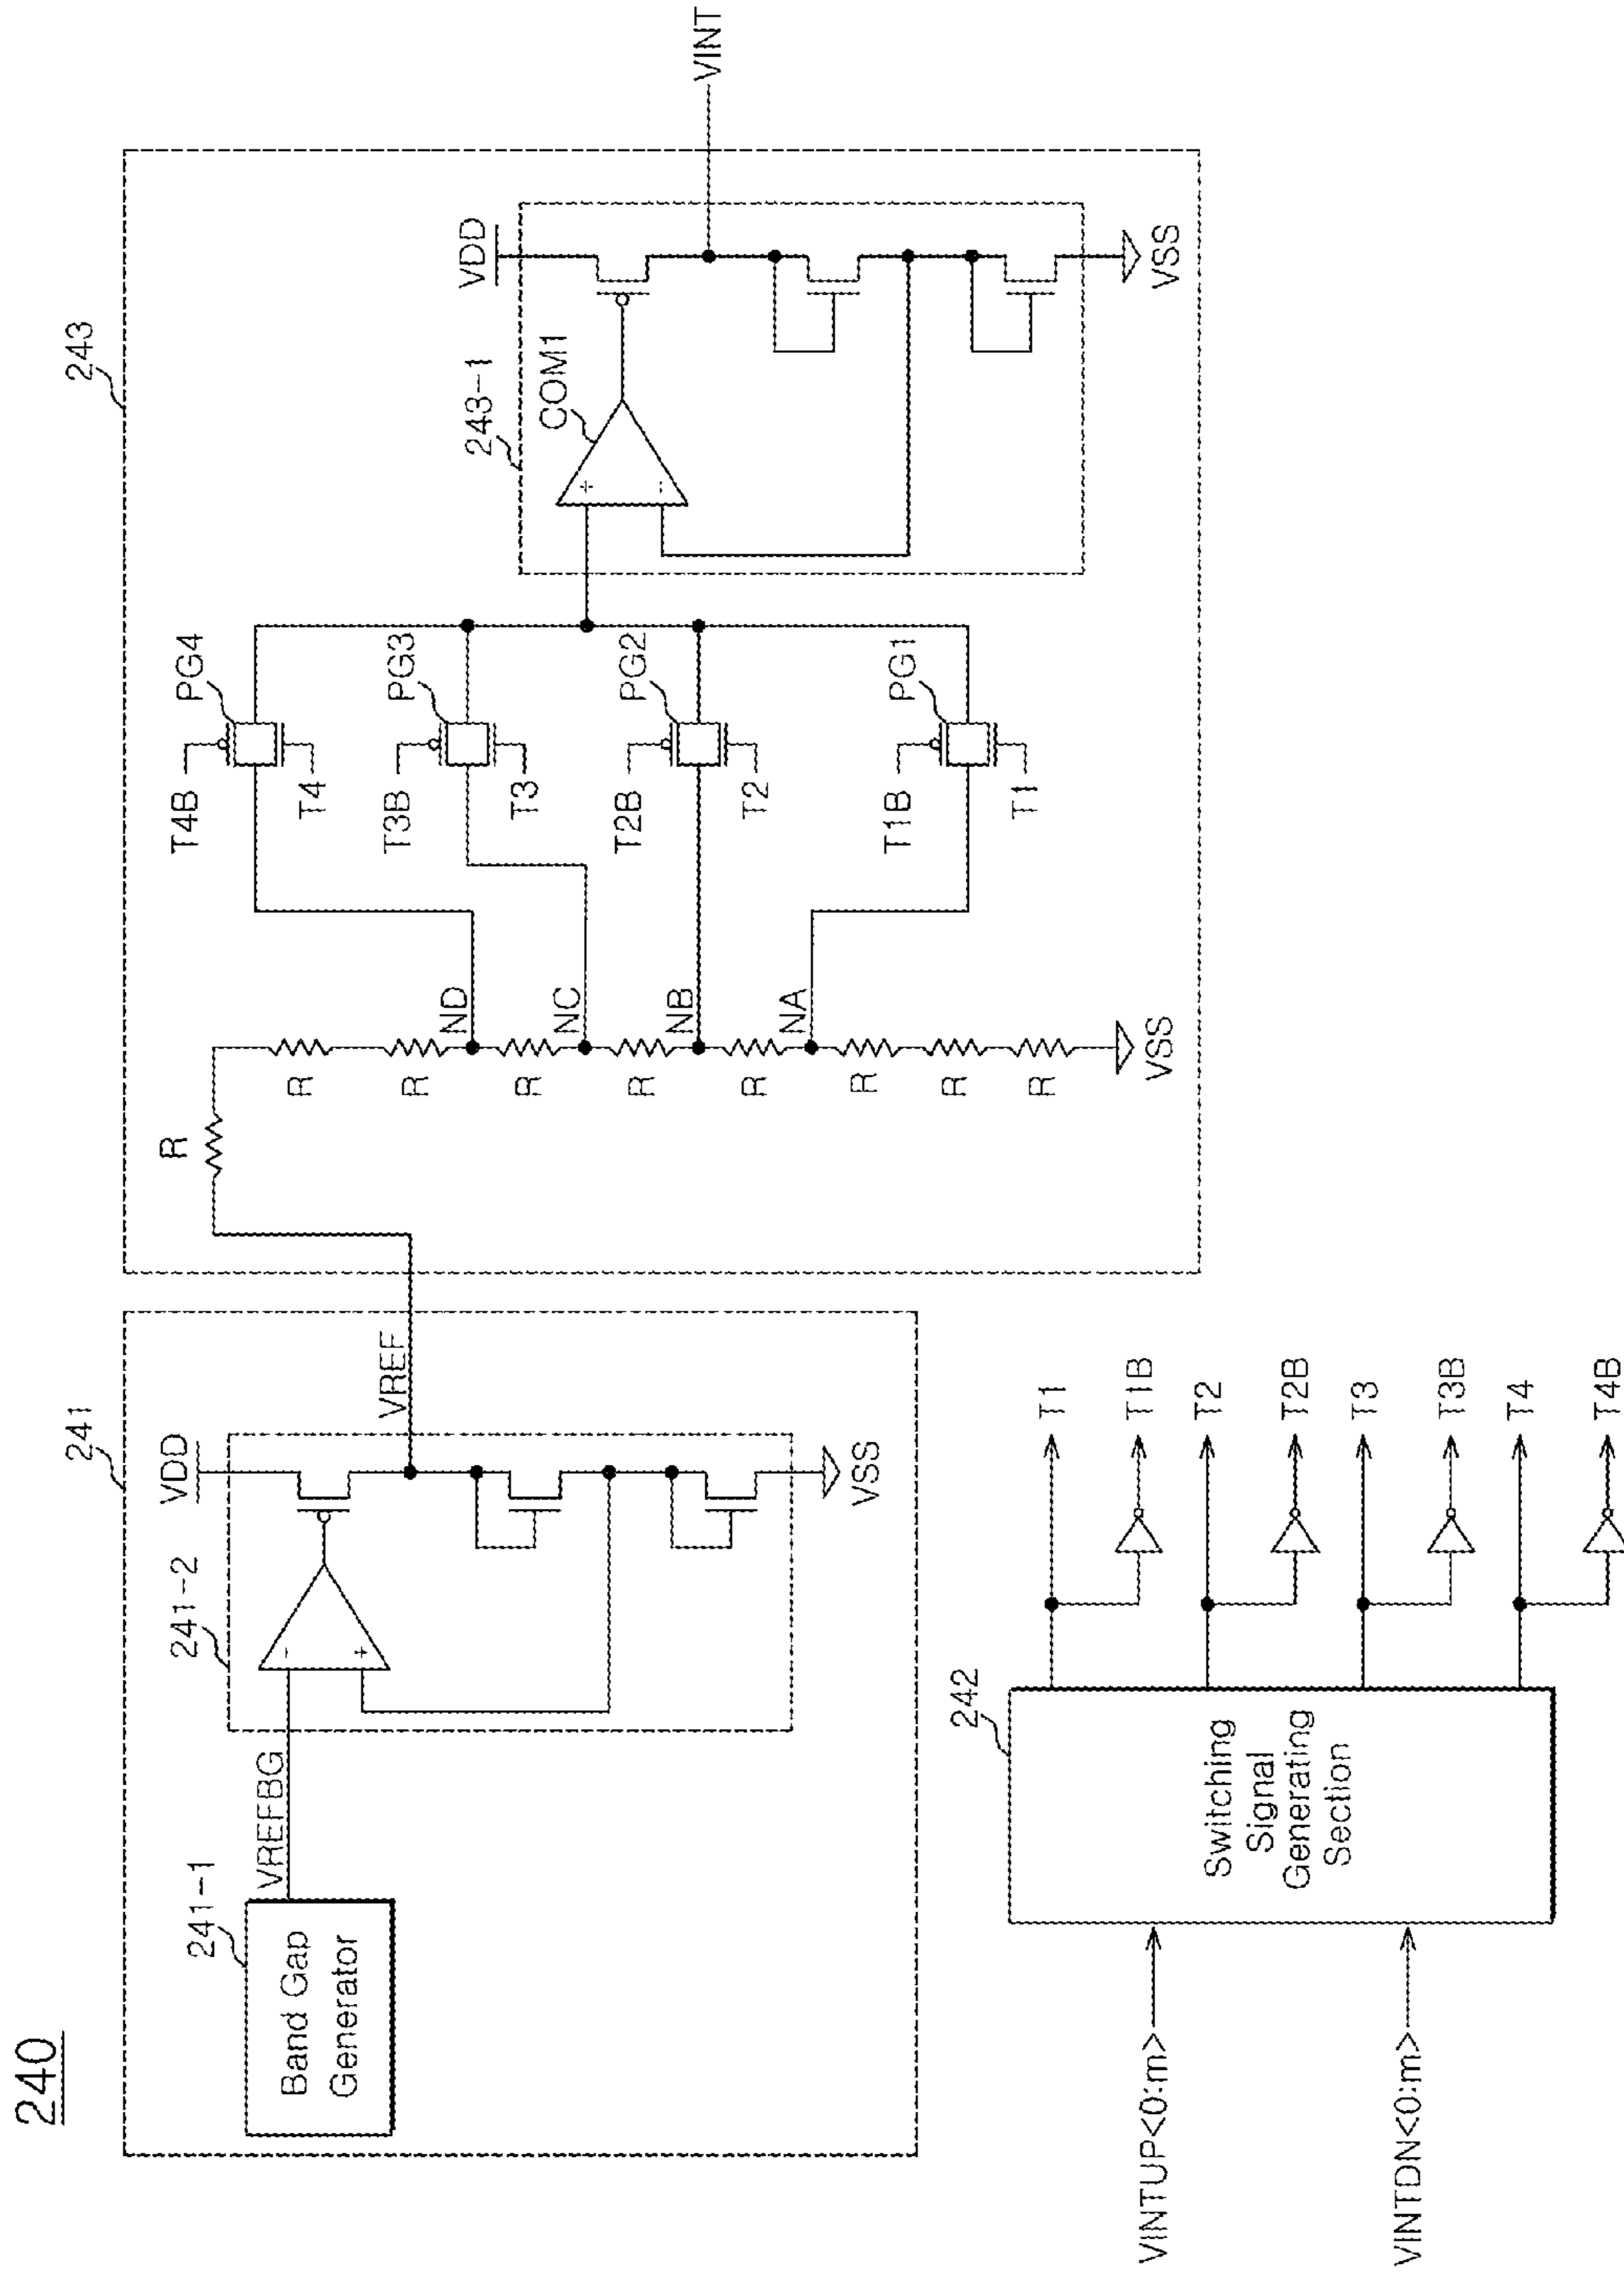 240
241
241-1
Band Gap
Generator
VREFBG
241-2
-
+
VDD
VREF
VSS
243
R
R
R
R
R
R
R
R
R
ND
NC
NB
NA
VSS
T4B
PG4
T4
T3B
PG3
T3
T2B
PG2
T2
T1B
PG1
T1
243-1
COM1
+
-
VDD
VSS
VINT
VINTUP<0:m>
VINTDN<0:m>
242
Switching
Signal
Generating
Section
T1
T1B
T2
T2B
T3
T3B
T4
T4B